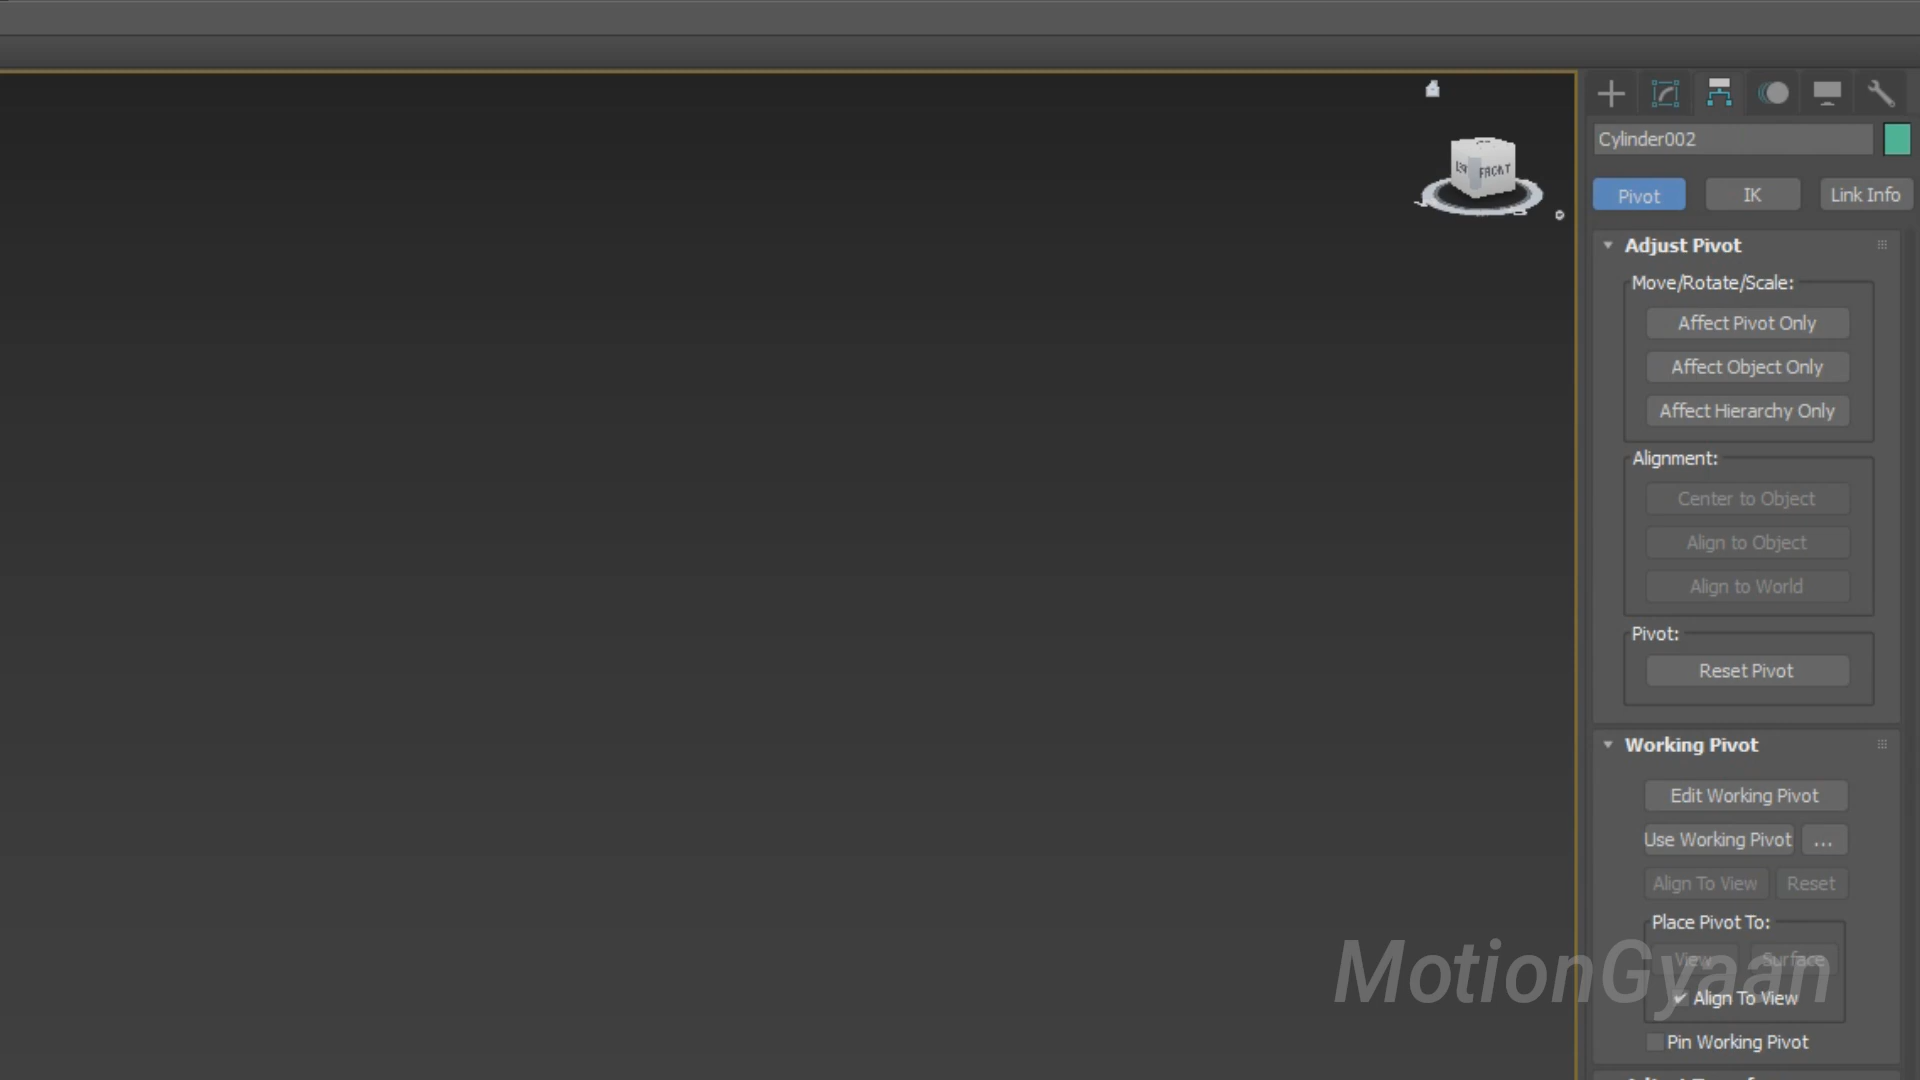 FRONT
Cylinder002
Pivot IK Link Info
Adjust Pivot
Move/Rotate/Scale:
Affect Pivot Only
Affect Object Only
Affect Hierarchy Only
Alignment:
Center to Object
Align to Object
Align to World
Pivot:
Reset Pivot
Working Pivot
Edit Working Pivot
Use Working Pivot ...
Align To View Reset
Place Pivot To:
View Surface
Align To View
Pin Working Pivot
MotionGyaan